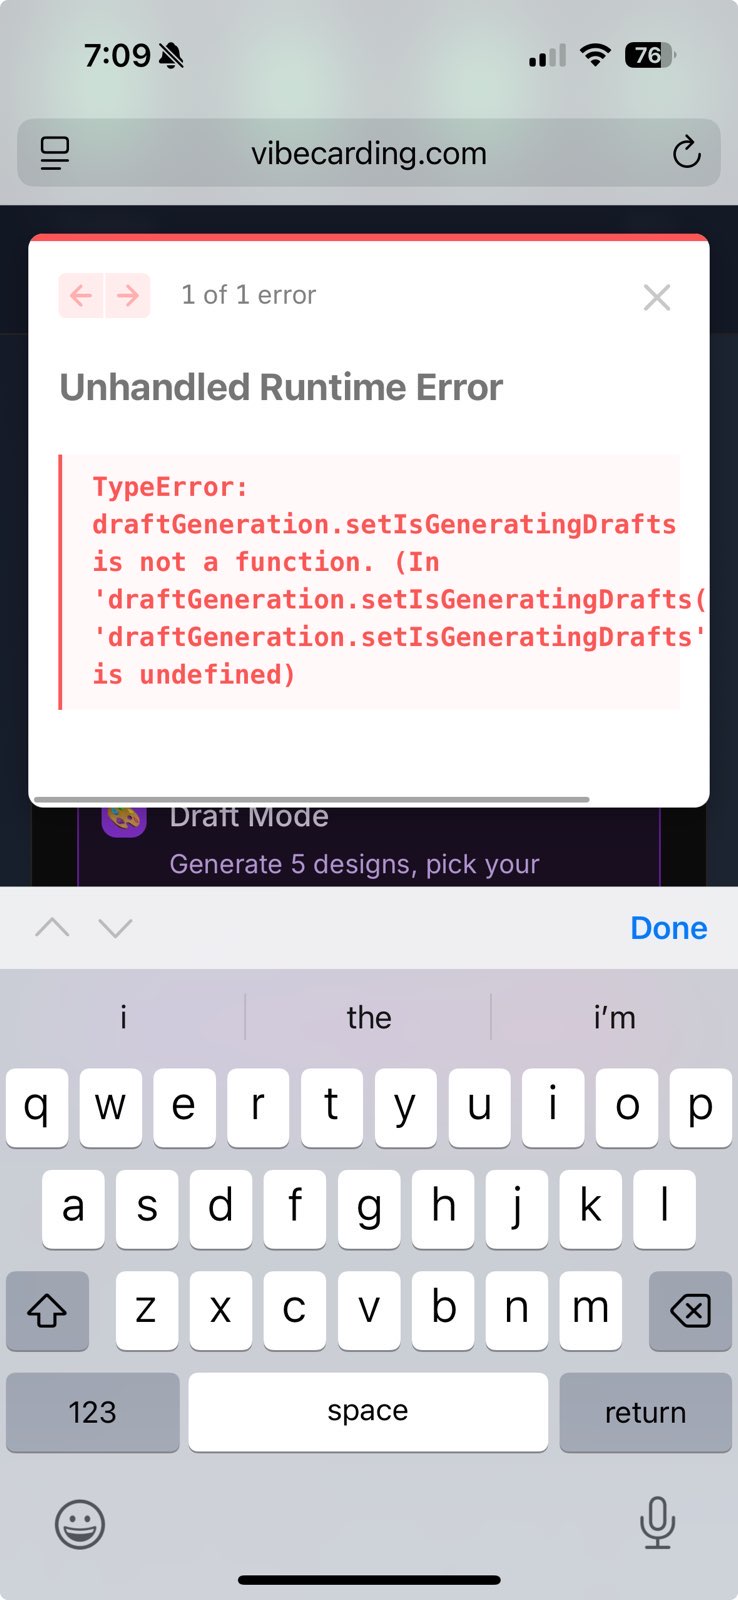 7:09
76
vibecarding.com
1 of 1 error
Unhandled Runtime Error
TypeError:
draftGeneration.setIsGeneratingDrafts
is not a function. (In
'draftGeneration.setIsGeneratingDrafts(
'draftGeneration.setIsGeneratingDrafts'
is undefined)
Draft Mode
Generate 5 designs, pick your
Done
i the i'm
q w e r t y u i o p
a s d f g h j k l
z x c v b n m
123 space return